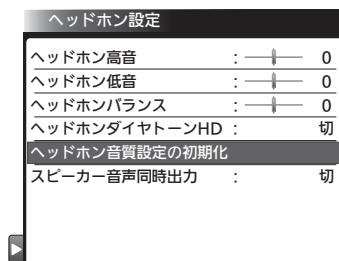 ヘッドホン設定
ヘッドホン高音 : 0
ヘッドホン低音 : 0
ヘッドホンバランス : 0
ヘッドホンダイヤトーンHD : 切
ヘッドホン音質設定の初期化
スピーカー音声同時出力 : 切